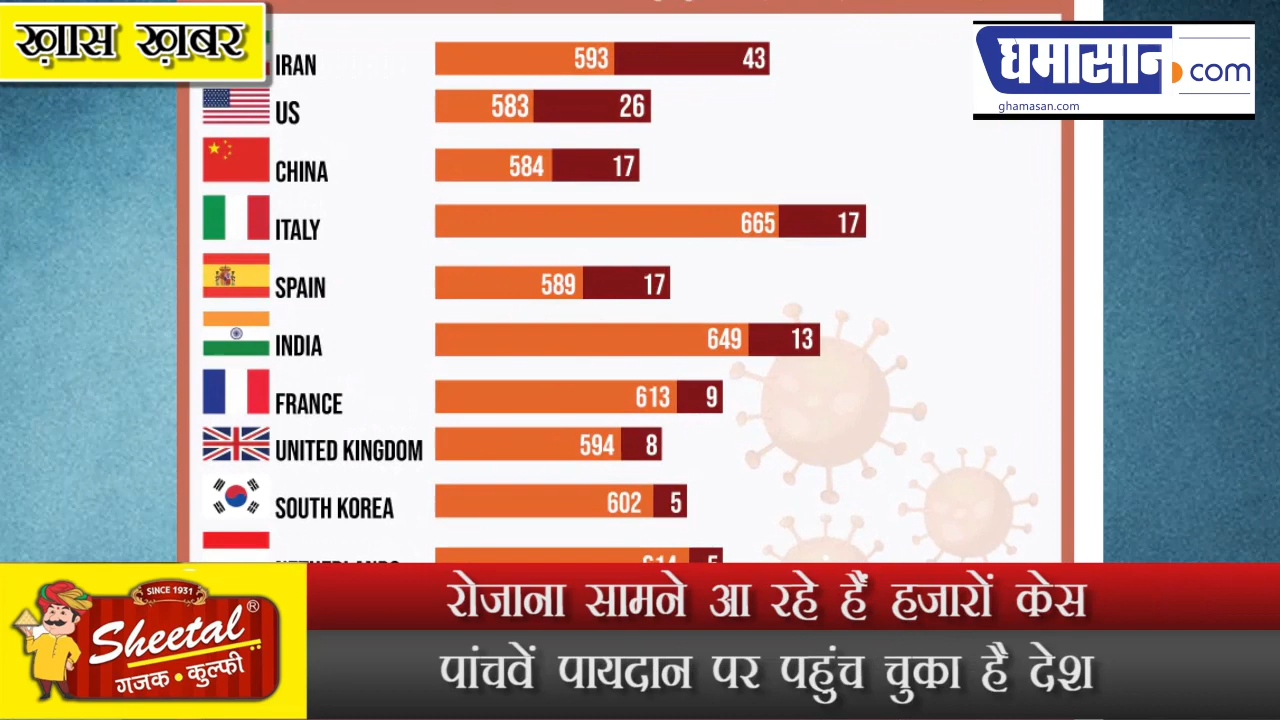 ख़ास ख़बर
घमासान.com
ghamasan.com
IRAN 593 43
US 583 26
CHINA 584 17
ITALY 665 17
SPAIN 589 17
INDIA 649 13
FRANCE 613 9
UNITED KINGDOM 594 8
SOUTH KOREA 602 5
SINCE 1931
Sheetal ®
गजक • कुल्फी
रोजाना सामने आ रहे हैं हजारों केस
पांचवें पायदान पर पहुंच चुका है देश